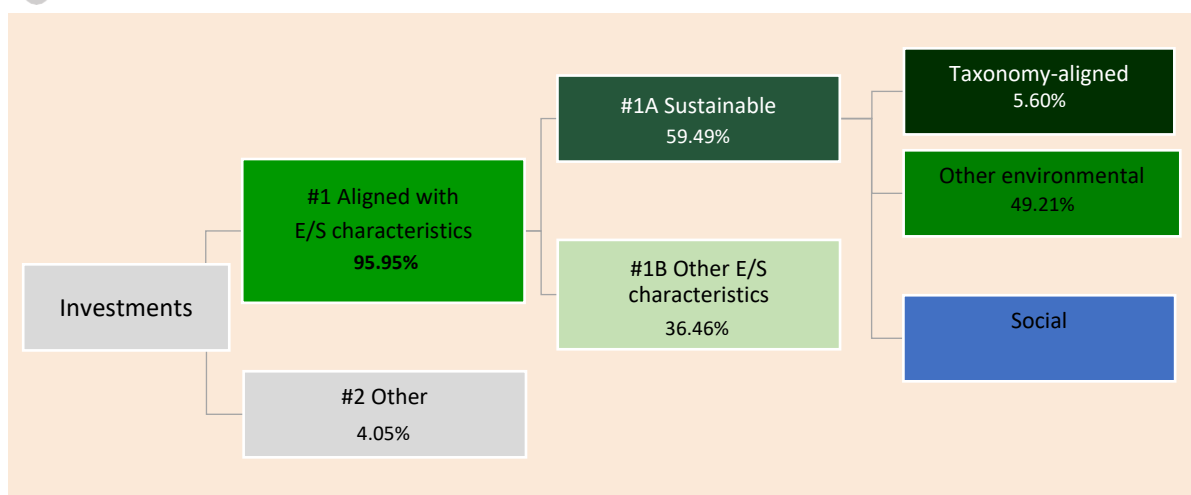 Investments
#1 Aligned with
E/S characteristics
95.95%
#2 Other
4.05%
#1A Sustainable
59.49%
#1B Other E/S
characteristics
36.46%
Taxonomy-aligned
5.60%
Other environmental
49.21%
Social